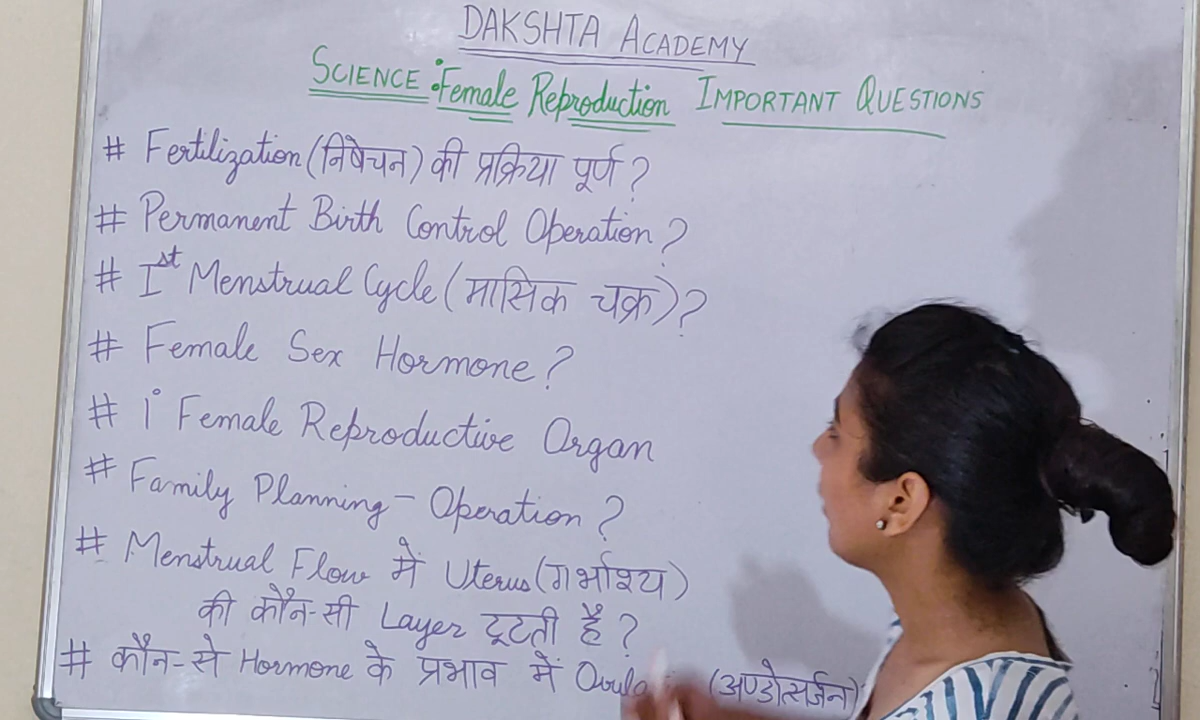 DAKSHTA ACADEMY
SCIENCE : Female Reproduction IMPORTANT QUESTIONS
# Fertilization (निषेचन) की प्रक्रिया पूर्ण ?
# Permanent Birth Control Operation ?
# Ist Menstrual Cycle (मासिक चक्र) ?
# Female Sex Hormone ?
# 1° Female Reproductive Organ
# Family Planning - Operation ?
# Menstrual Flow में Uterus (गर्भाश्य)
की कौन-सी Layer टूटती है ?
# कौन-से Hormone के प्रभाव में (अण्डोत्सर्जन)